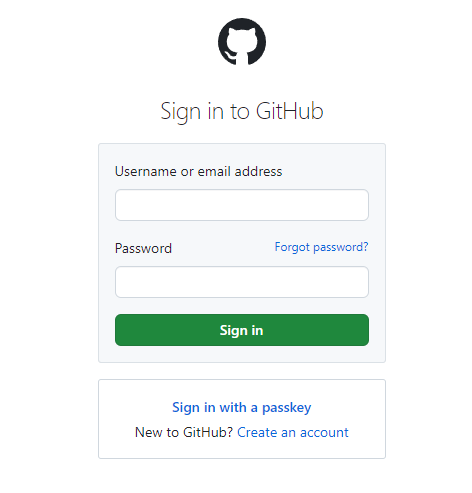 Sign in to GitHub
Username or email address
Password Forgot password?
Sign in
Sign in with a passkey
New to GitHub? Create an account